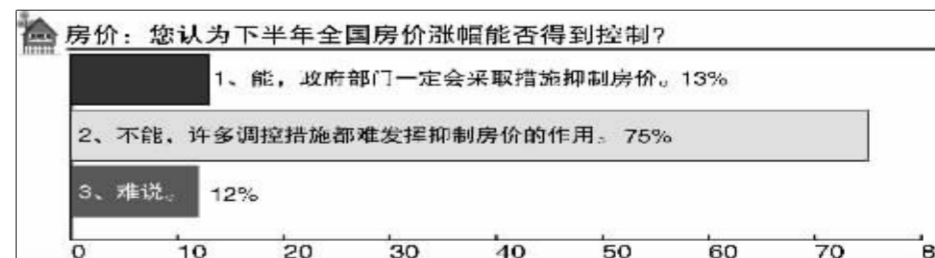 房价：您认为下半年全国房价涨幅能否得到控制？
1、能，政府部门一定会采取措施抑制房价。13%
2、不能，许多调控措施都难发挥抑制房价的作用。75%
3、难说。 12%
0 10 20 30 40 50 60 70 8